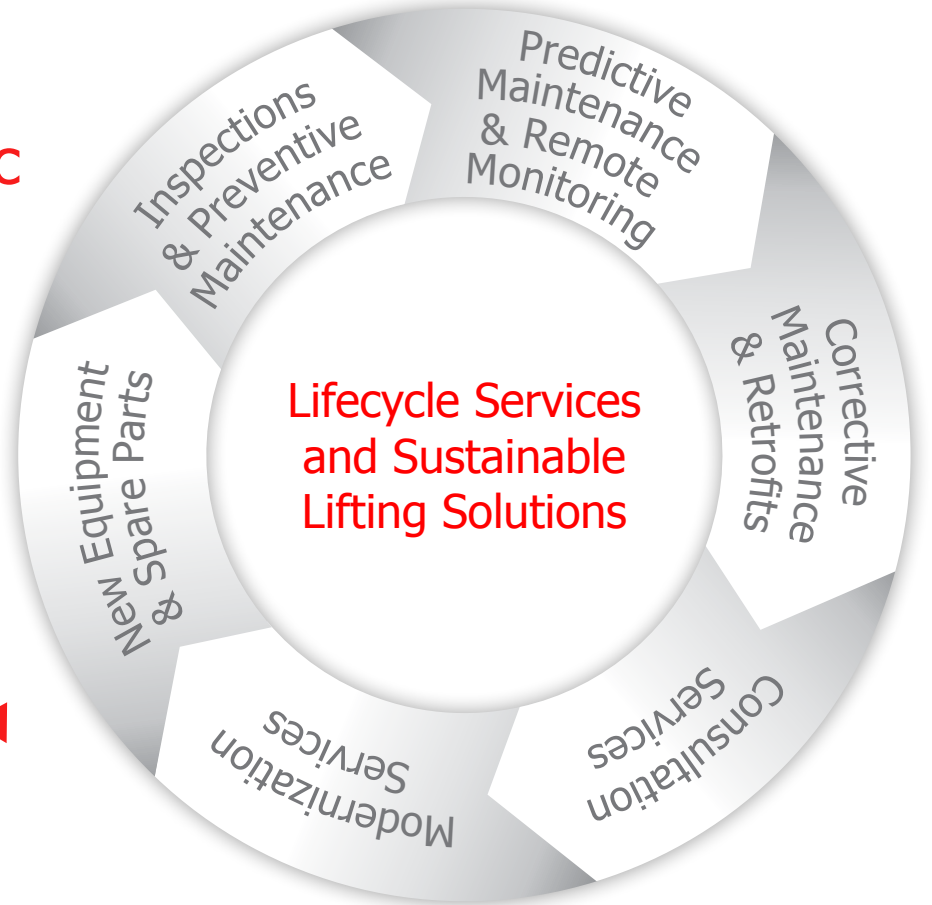 C
Inspections
& Preventive
Maintenance
Predictive
Maintenance
& Remote
Monitoring
Corrective
Maintenance
& Retrofits
Consultation
Services
Modernization
Services
New Equipment
& Spare Parts
Lifecycle Services
and Sustainable
Lifting Solutions